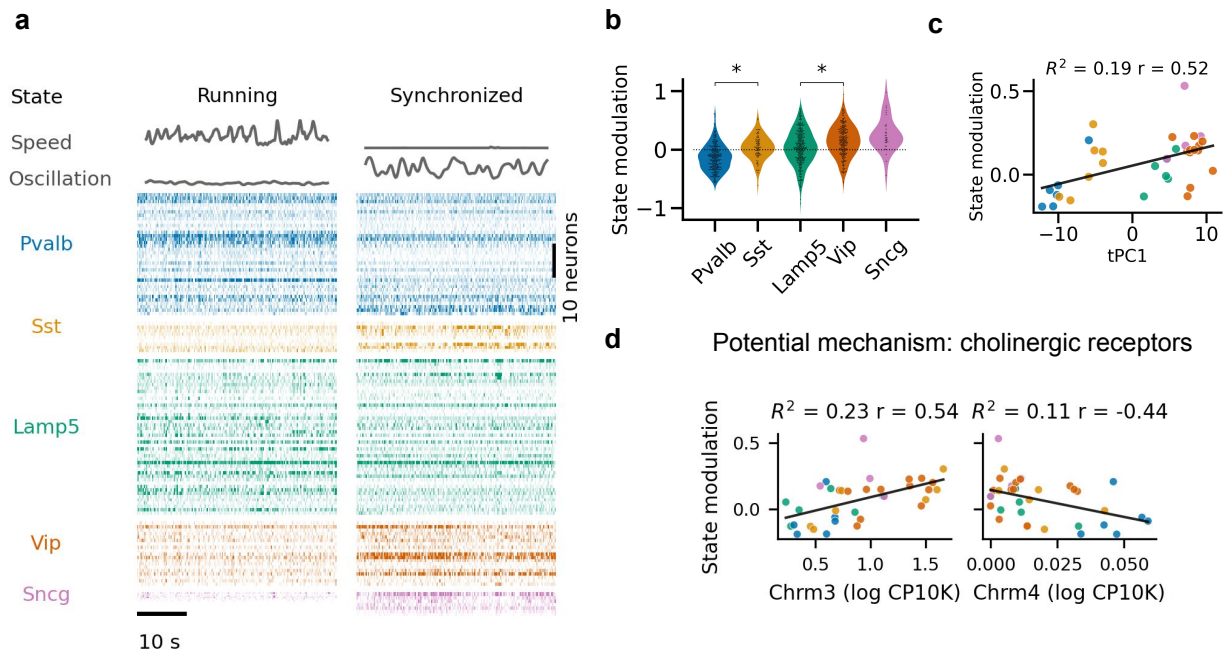 a
State
Running
Synchronized
Speed
Oscillation
Pvalb
Sst
Lamp5
Vip
Sncg
10 neurons
10 s
b
State modulation
1
0
−1
*
*
Pvalb
Sst
Lamp5
Vip
Sncg
c
R² = 0.19 r = 0.52
State modulation
0.5
0.0
−10
0
10
tPC1
d
Potential mechanism: cholinergic receptors
R² = 0.23 r = 0.54
R² = 0.11 r = -0.44
State modulation
0.5
0.0
0.5
1.0
1.5
0.000
0.025
0.050
Chrm3 (log CP10K)
Chrm4 (log CP10K)